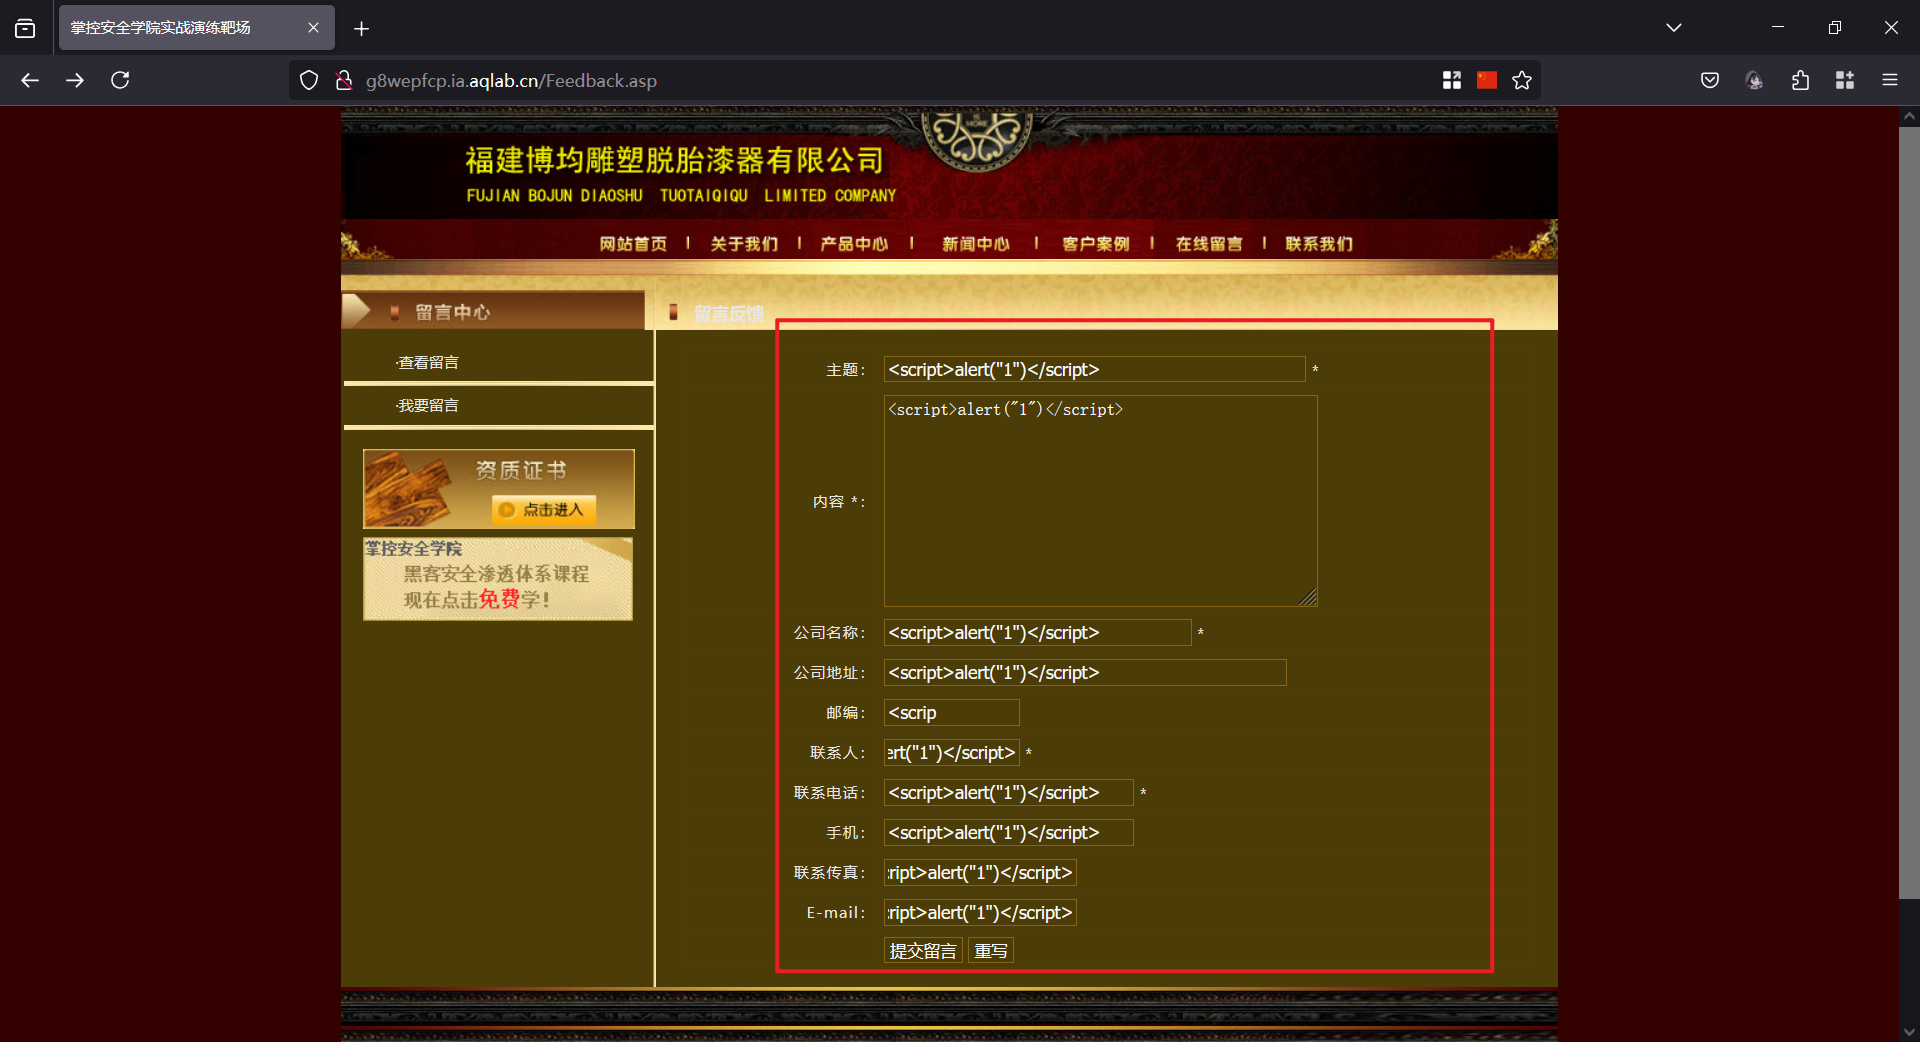 掌控安全学院实战演练靶场
g8wepfcp.ia.aqlab.cn/Feedback.asp
IS
MORE
福建博均雕塑脱胎漆器有限公司
FUJIAN BOJUN DIAOSHU TUOTAIQIQU LIMITED COMPANY
网站首页 | 关于我们 | 产品中心 | 新闻中心 | 客户案例 | 在线留言 | 联系我们
留言中心
留言反馈
·查看留言
·我要留言
资质证书
点击进入
掌控安全学院
黑客安全渗透体系课程
现在点击免费学!
主题: <script>alert("1")</script> *
内容 *: <script>alert("1")</script>
公司名称: <script>alert("1")</script> *
公司地址: <script>alert("1")</script>
邮编: <scrip
联系人: ert("1")</script> *
联系电话: <script>alert("1")</script> *
手机: <script>alert("1")</script>
联系传真: ript>alert("1")</script>
E-mail: ript>alert("1")</script>
提交留言 重写